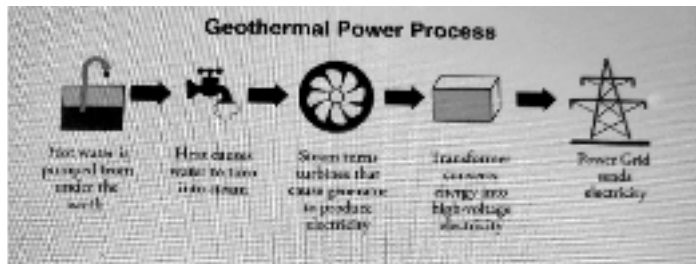 Geothermal Power Process
Hot water is
pumped from
under the
earth
Heat causes
water to turn
into steam
Steam turns
turbines that
cause generator
to produce
electricity
Transformer
converts
energy into
high-voltage
electricity
Power Grid
sends
electricity